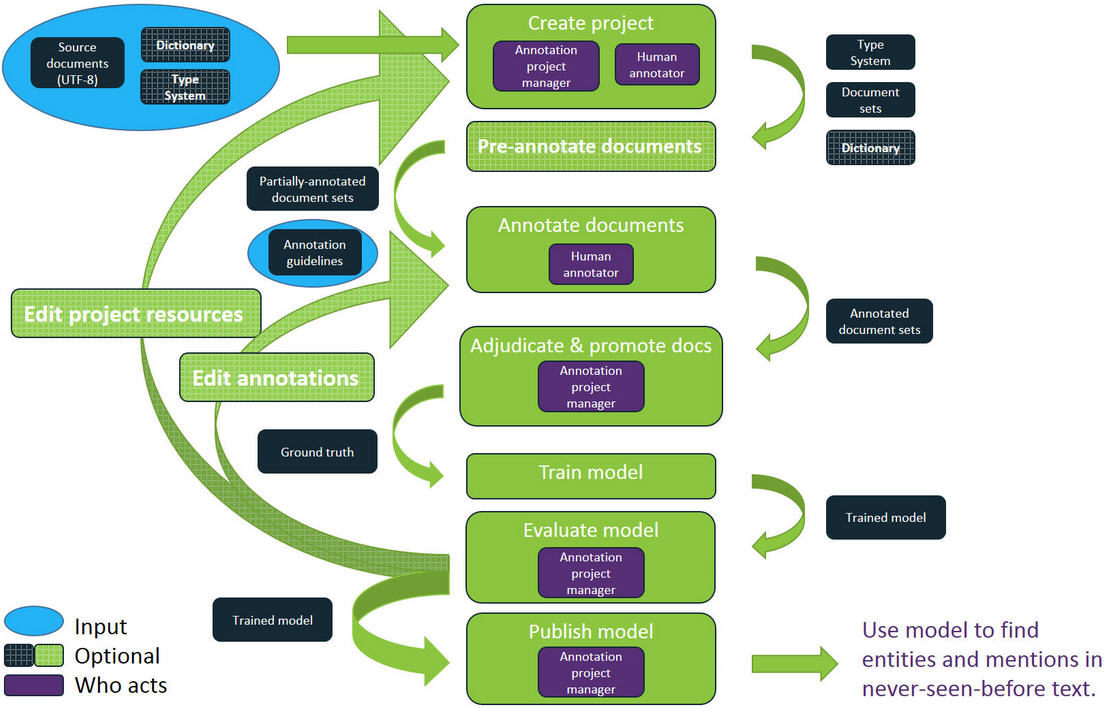 Source
documents
(UTF-8)
Dictionary
Type
System
Create project
Annotation
project
manager
Human
annotator
Type
System
Document
sets
Dictionary
Pre-annotate documents
Partially-annotated
document sets
Annotation
guidelines
Annotate documents
Human
annotator
Edit project resources
Annotated
document sets
Edit annotations
Adjudicate & promote docs
Annotation
project
manager
Ground truth
Train model
Trained model
Evaluate model
Annotation
project
manager
Trained model
Publish model
Annotation
project
manager
Input
Optional
Who acts
Use model to find
entities and mentions in
never-seen-before text.